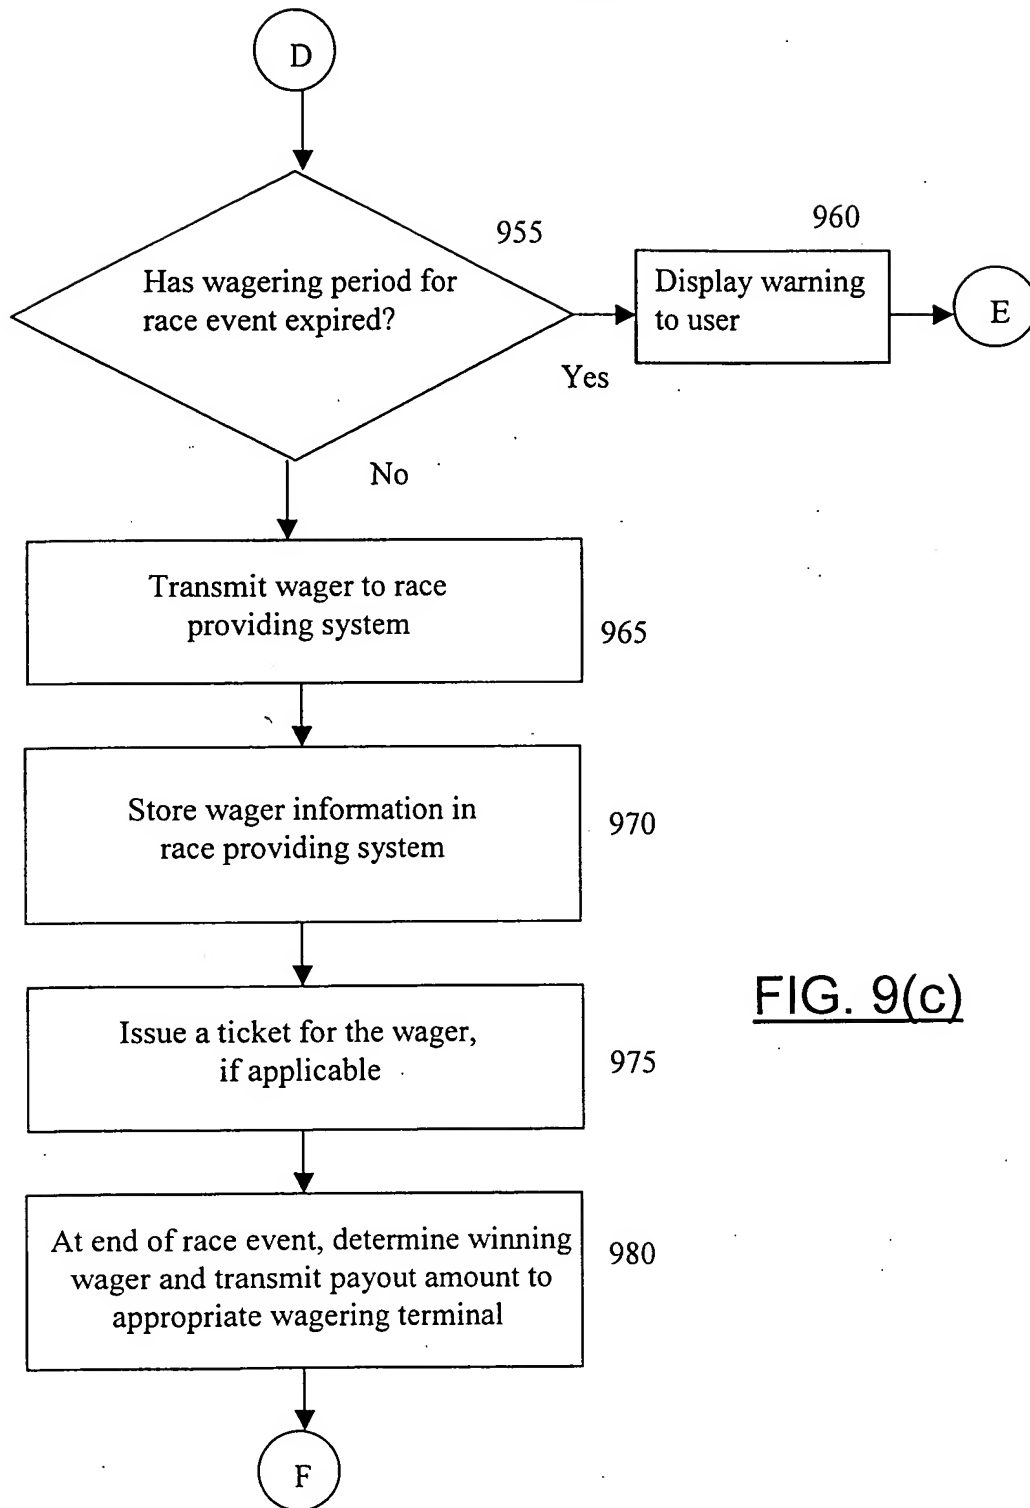 D
955
960
Has wagering period for
race event expired?
Display warning
to user
E
Yes
No
Transmit wager to race
providing system
965
Store wager information in
race providing system
970
Issue a ticket for the wager,
if applicable
975
FIG. 9(c)
At end of race event, determine winning
wager and transmit payout amount to
appropriate wagering terminal
980
F